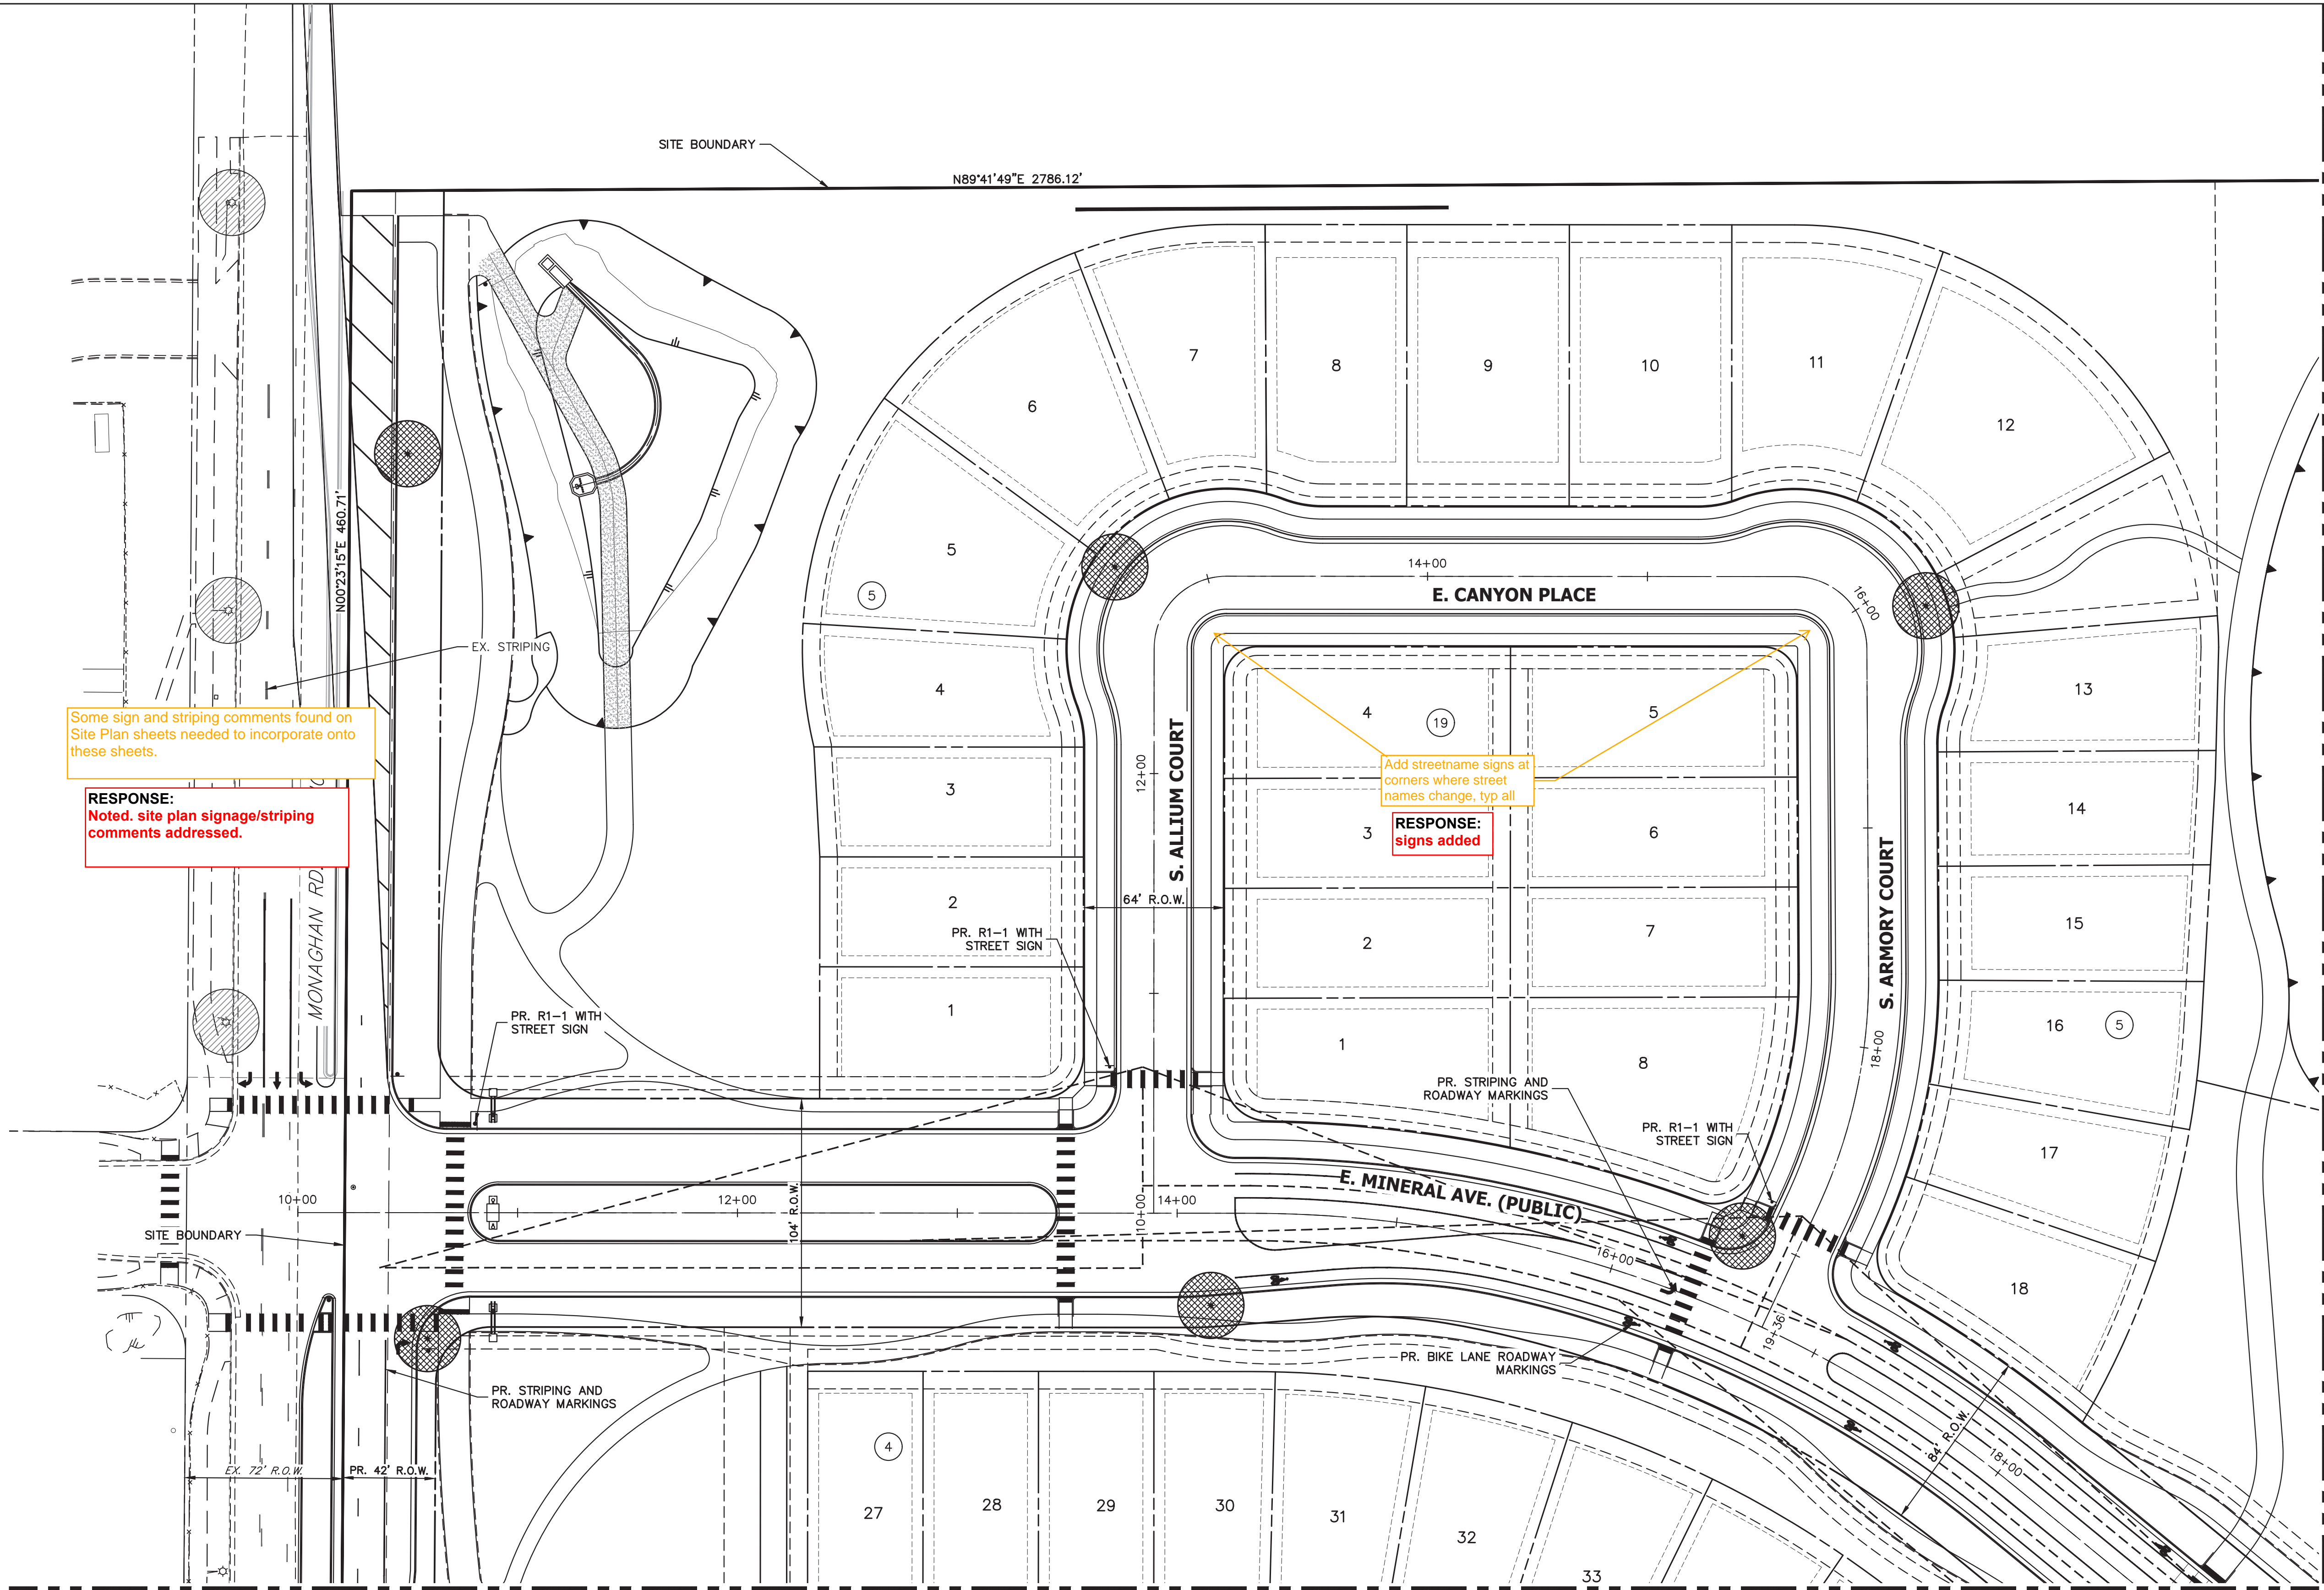 SITE BOUNDARY
N89°41'49"E 2786.12'
N00°23'15"E 460.71'
EX. STRIPING
Some sign and striping comments found on
Site Plan sheets needed to incorporate onto
these sheets.
RESPONSE:
Noted. site plan signage/striping
comments addressed.
MONAGHAN RD.
7
8
9
10
11
6
12
5
5
4
3
2
1
14+00
E. CANYON PLACE
16+00
12+00
S. ALLIUM COURT
64' R.O.W.
4
19
5
Add streetname signs at
corners where street
names change, typ all
RESPONSE:
signs added
3
6
2
7
1
8
S. ARMORY COURT
18+00
13
14
15
16
5
17
18
PR. R1-1 WITH
STREET SIGN
PR. R1-1 WITH
STREET SIGN
PR. STRIPING AND
ROADWAY MARKINGS
PR. R1-1 WITH
STREET SIGN
10+00
12+00
104' R.O.W.
10+00
14+00
E. MINERAL AVE. (PUBLIC)
16+00
19+36
SITE BOUNDARY
PR. BIKE LANE ROADWAY
MARKINGS
PR. STRIPING AND
ROADWAY MARKINGS
84' R.O.W.
18+00
EX. 72' R.O.W.
PR. 42' R.O.W.
4
27
28
29
30
31
32
33